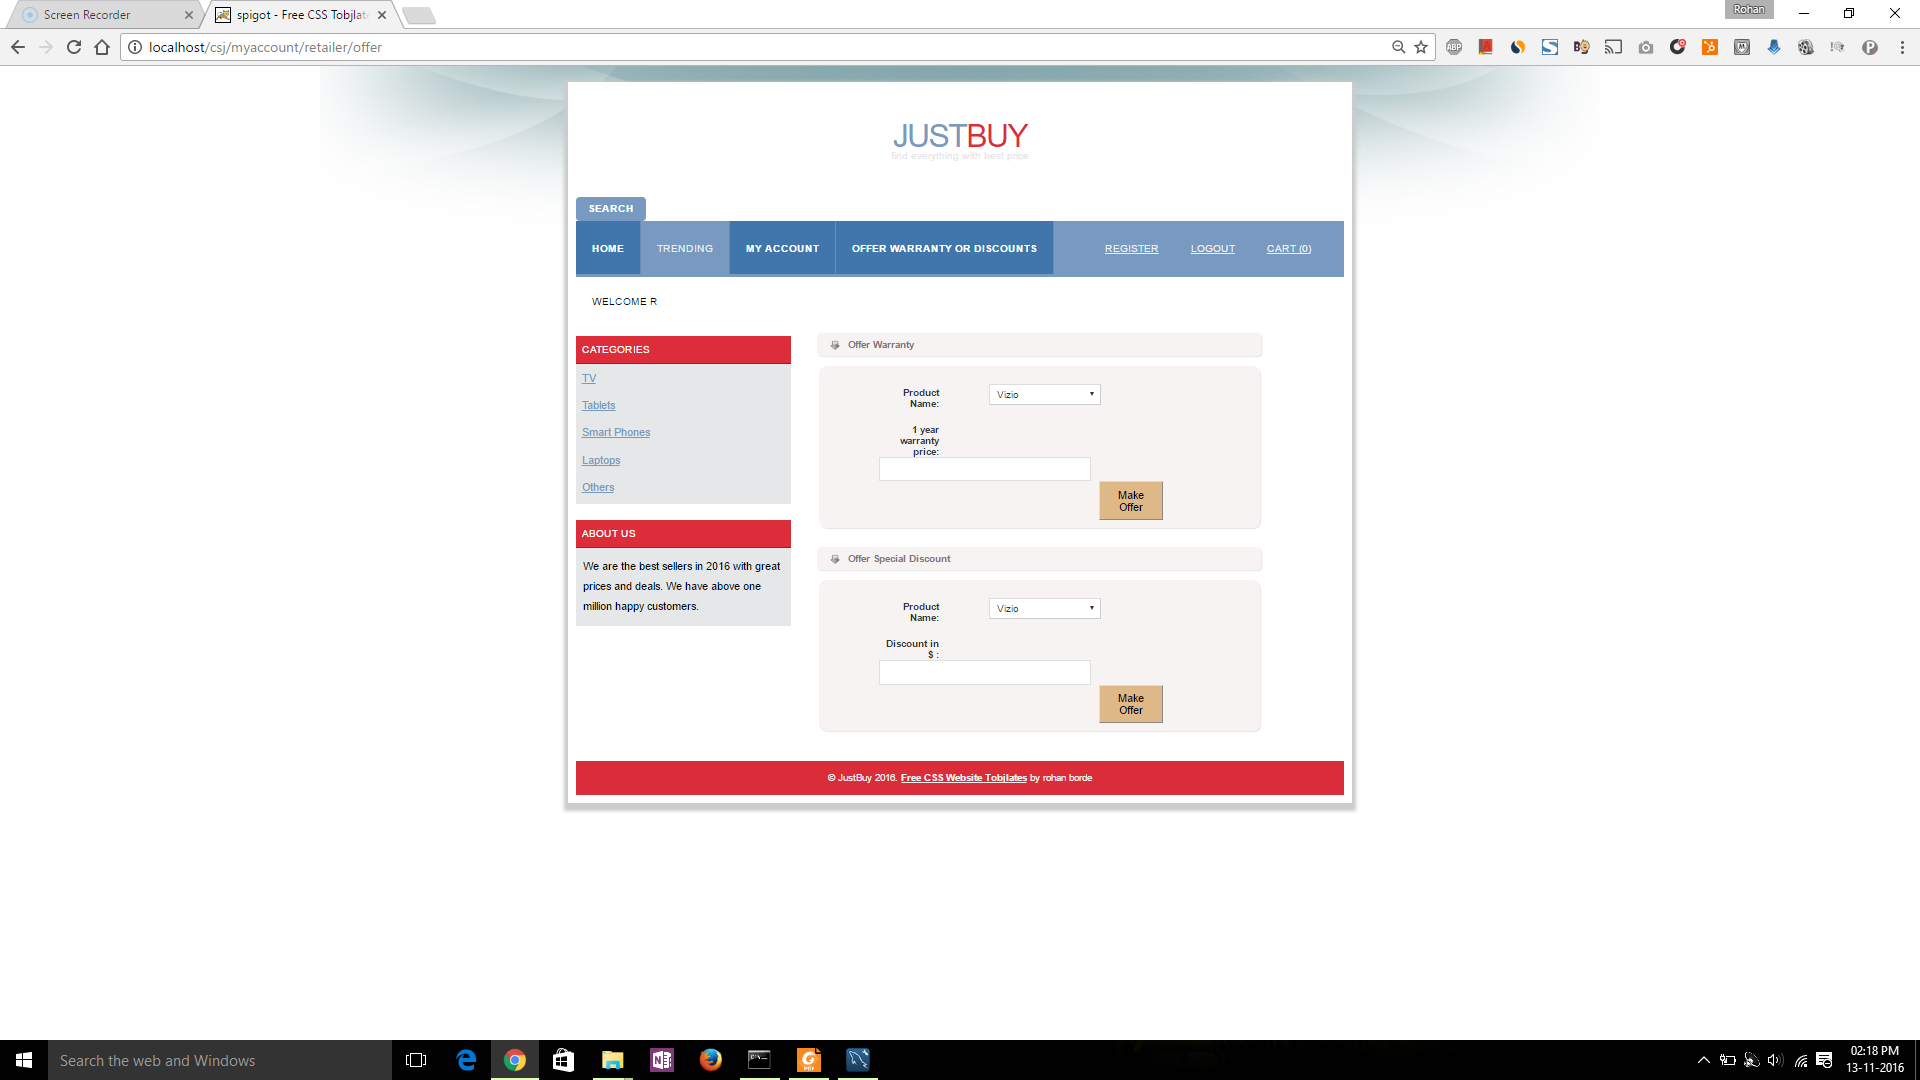 Screen Recorder
spigot - Free CSS Tobjlat
Rohan
localhost/csj/myaccount/retailer/offer
JUSTBUY
find everything with best price
SEARCH
HOME
TRENDING
MY ACCOUNT
OFFER WARRANTY OR DISCOUNTS
REGISTER
LOGOUT
CART (0)
WELCOME R
CATEGORIES
TV
Tablets
Smart Phones
Laptops
Others
ABOUT US
We are the best sellers in 2016 with great
prices and deals. We have above one
million happy customers.
Offer Warranty
Product
Name:
Vizio
1 year
warranty
price:
Make
Offer
Offer Special Discount
Product
Name:
Vizio
Discount in
$ :
Make
Offer
© JustBuy 2016. Free CSS Website Tobjlates by rohan borde
Search the web and Windows
02:18 PM
13-11-2016